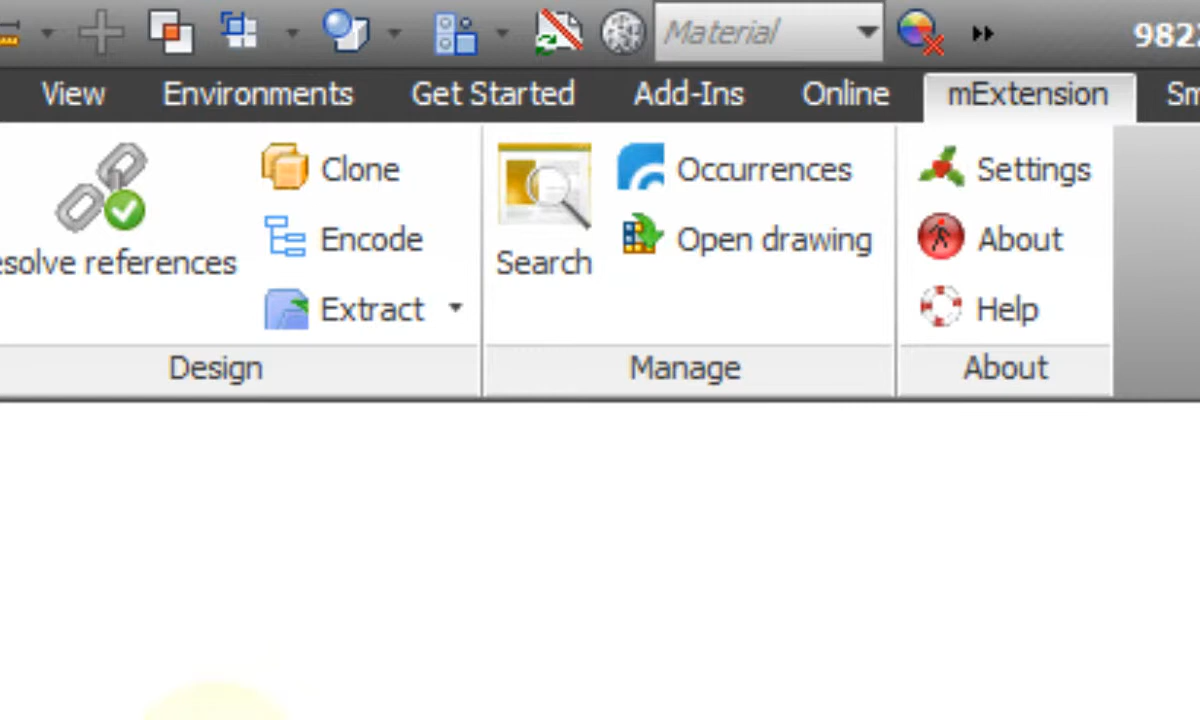 Material
View Environments Get Started Add-Ins Online mExtension
Clone Occurrences Settings
Encode Open drawing About
references Search
Extract Help
Design Manage About